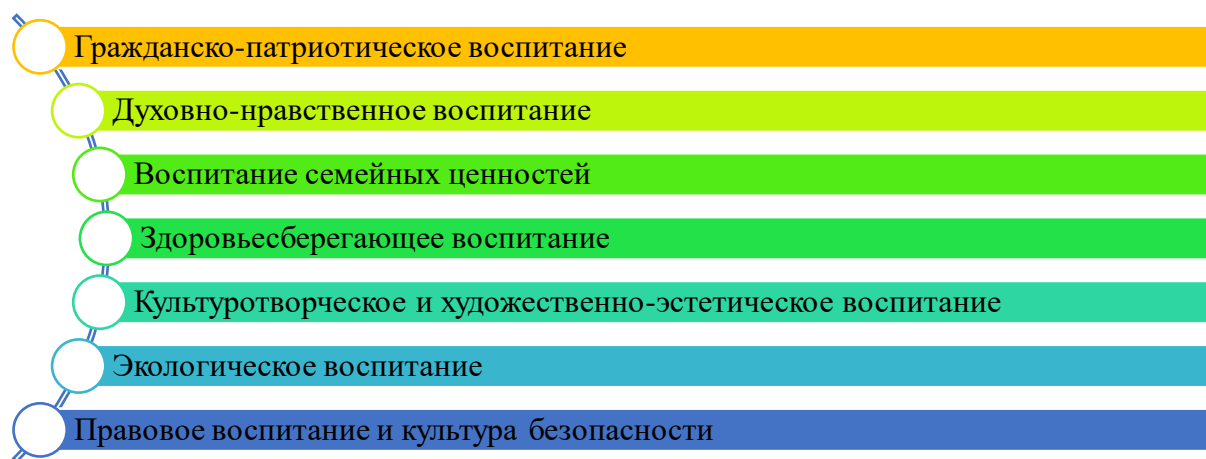 Гражданско-патриотическое воспитание
Духовно-нравственное воспитание
Воспитание семейных ценностей
Здоровьесберегающее воспитание
Культуротворческое и художественно-эстетическое воспитание
Экологическое воспитание
Правовое воспитание и культура безопасности